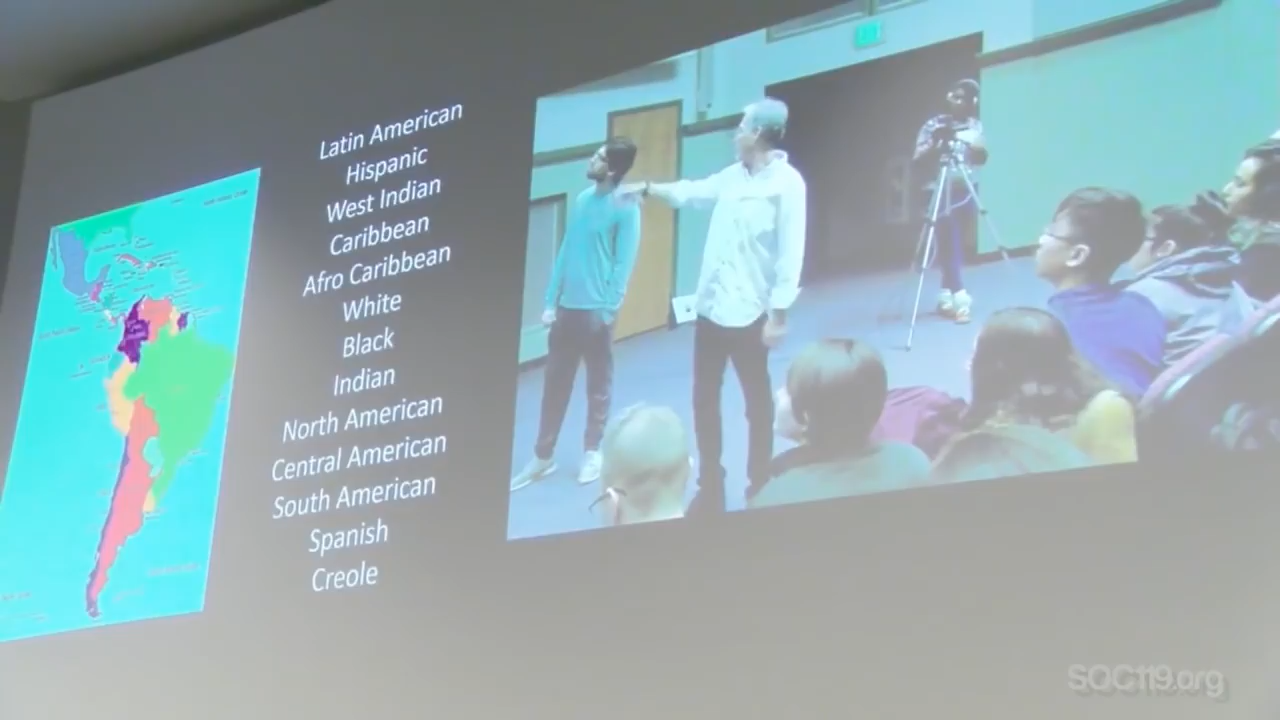 Latin American
Hispanic
West Indian
Caribbean
Afro Caribbean
White
Black
Indian
North American
Central American
South American
Spanish
Creole
SOC119.org